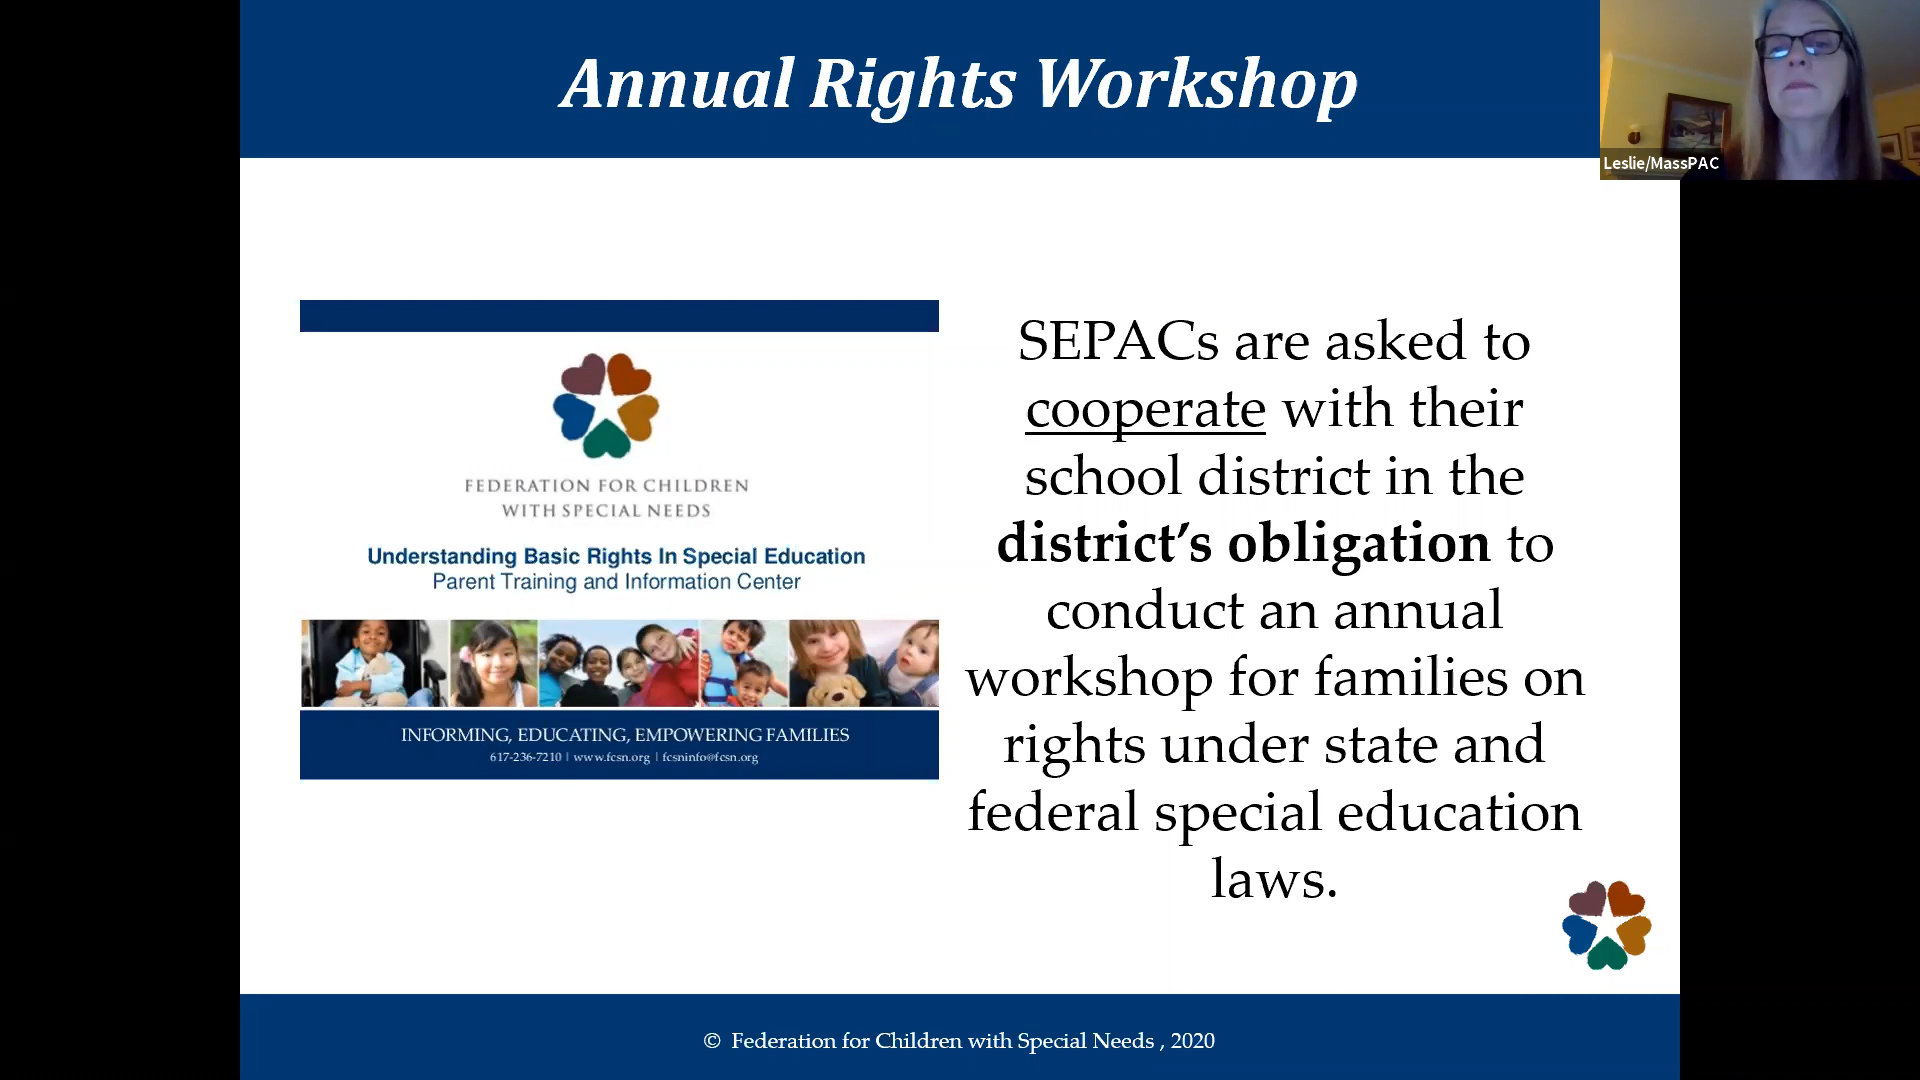 Annual Rights Workshop
Leslie/MassPAC
FEDERATION FOR CHILDREN
WITH SPECIAL NEEDS
Understanding Basic Rights In Special Education
Parent Training and Information Center
INFORMING, EDUCATING, EMPOWERING FAMILIES
617-236-7210 | www.fcsn.org | fcsninfo@fcsn.org
SEPACs are asked to
cooperate with their
school district in the
district’s obligation to
conduct an annual
workshop for families on
rights under state and
federal special education
laws.
© Federation for Children with Special Needs , 2020